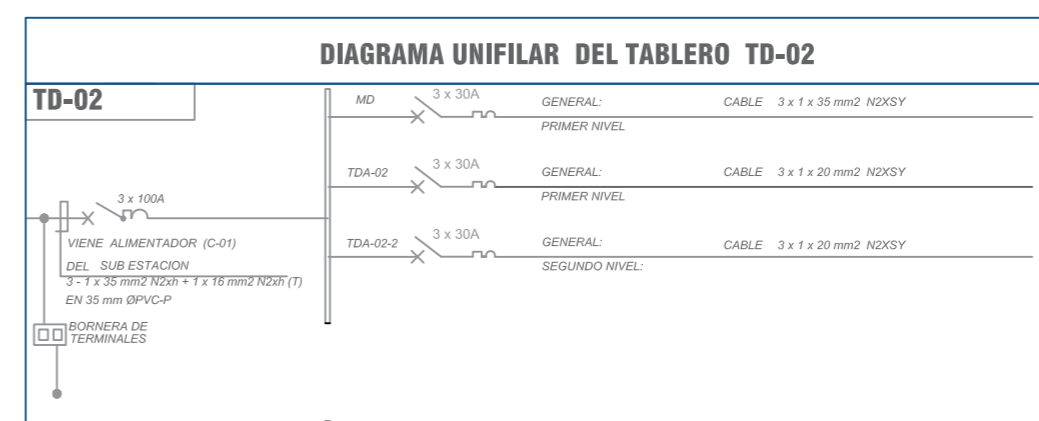 DIAGRAMA UNIFILAR DEL TABLERO TD-02
TD-02
MD
3 x 30A
GENERAL:
CABLE 3 x 1 x 35 mm2 N2XSY
PRIMER NIVEL
TDA-02
3 x 30A
GENERAL:
CABLE 3 x 1 x 20 mm2 N2XSY
PRIMER NIVEL
3 x 100A
TDA-02-2
3 x 30A
GENERAL:
CABLE 3 x 1 x 20 mm2 N2XSY
SEGUNDO NIVEL:
VIENE ALIMENTADOR (C-01)
DEL SUB ESTACION
3 - 1 x 35 mm2 N2xh + 1 x 16 mm2 N2xh (T)
EN 35 mm ØPVC-P
BORNERA DE
TERMINALES